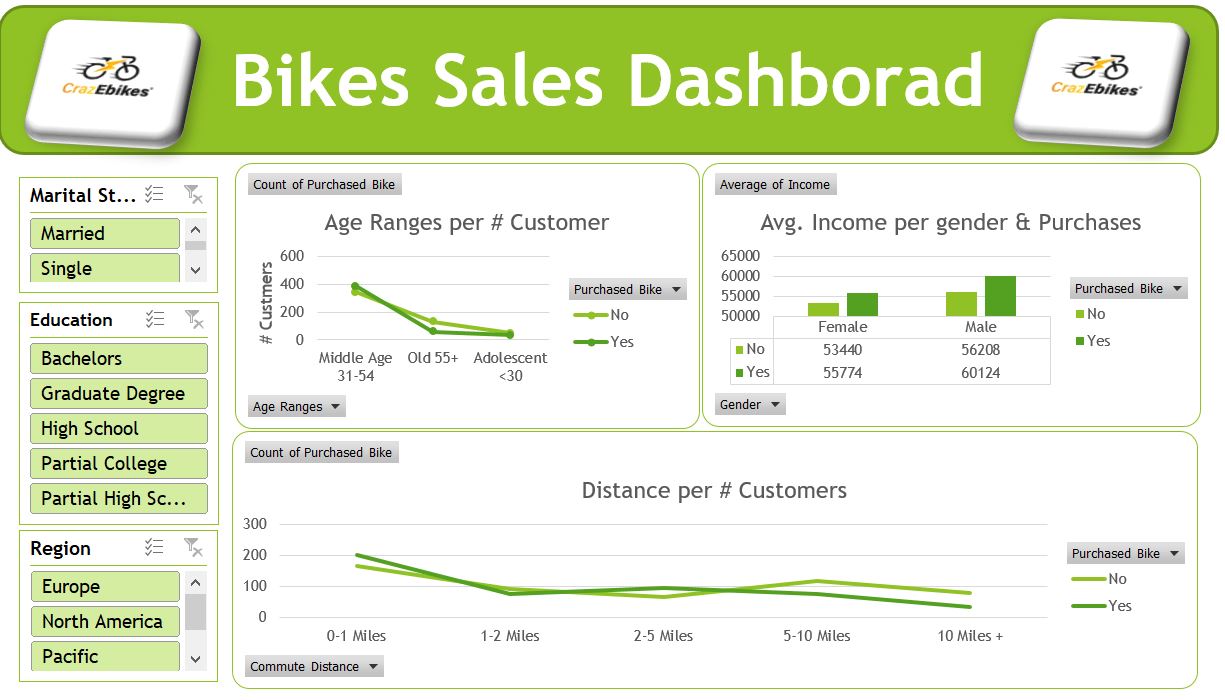 CrazEbikes
Bikes Sales Dashborad
CrazEbikes
Marital St...
Married
Single
Education
Bachelors
Graduate Degree
High School
Partial College
Partial High Sc...
Region
Europe
North America
Pacific
Count of Purchased Bike
Age Ranges per # Customer
# Custmers
600
400
200
0
Middle Age
31-54
Old 55+
Adolescent
<30
Purchased Bike
No
Yes
Age Ranges
Average of Income
Avg. Income per gender & Purchases
65000
60000
55000
50000
Female Male
No 53440 56208
Yes 55774 60124
Purchased Bike
No
Yes
Gender
Count of Purchased Bike
Distance per # Customers
300
200
100
0
0-1 Miles 1-2 Miles 2-5 Miles 5-10 Miles 10 Miles +
Purchased Bike
No
Yes
Commute Distance